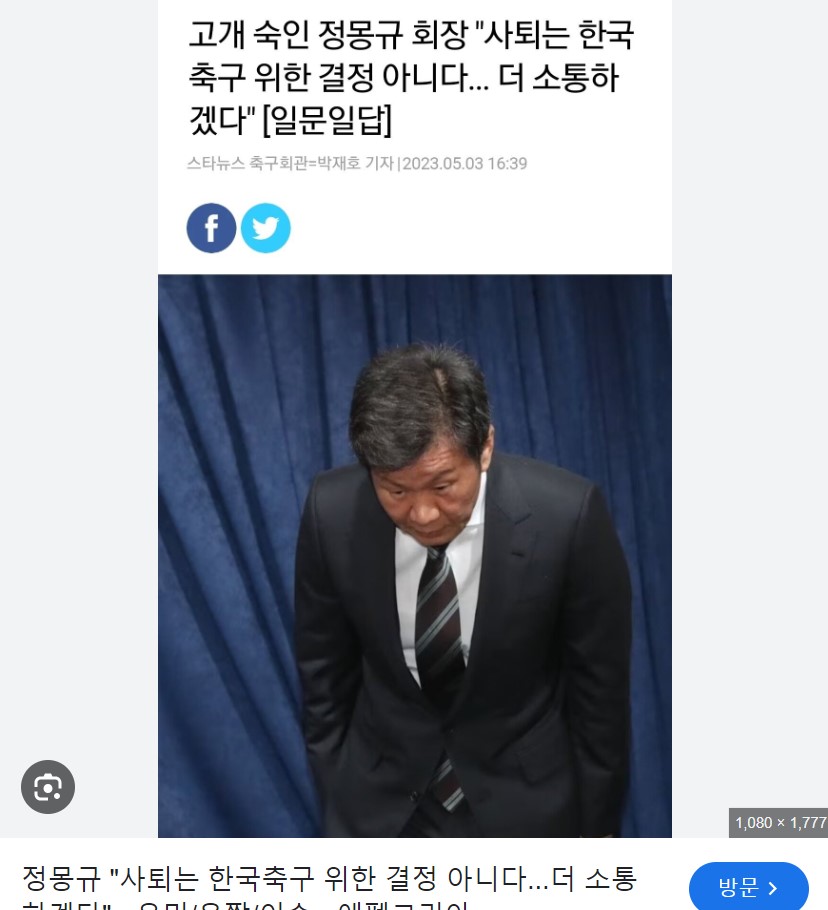 고개 숙인 정몽규 회장 "사퇴는 한국
축구 위한 결정 아니다... 더 소통하
겠다" [일문일답]
스타뉴스 축구회관=박재호 기자 | 2023.05.03 16:39
f
1,080 × 1,777
정몽규 "사퇴는 한국축구 위한 결정 아니다...더 소통
방문 >